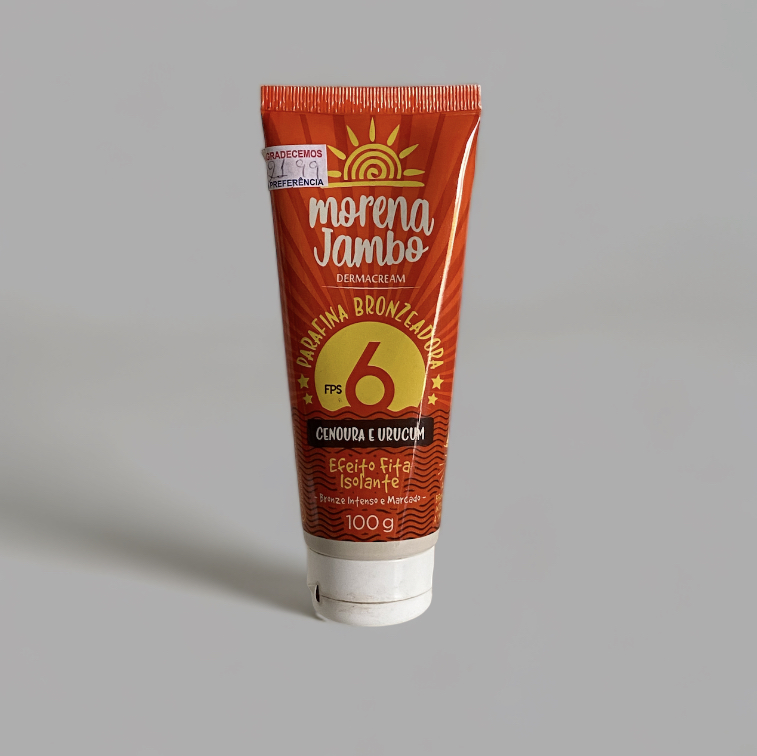 GRADECEMOS
21,99
PREFERÊNCIA
morena
Jambo
DERMACREAM
PARAFINA BRONZEADORA
FPS 6
CENOURA E URUCUM
Efeito Fita
Isolante
- Bronze Intenso e Marcado -
100g